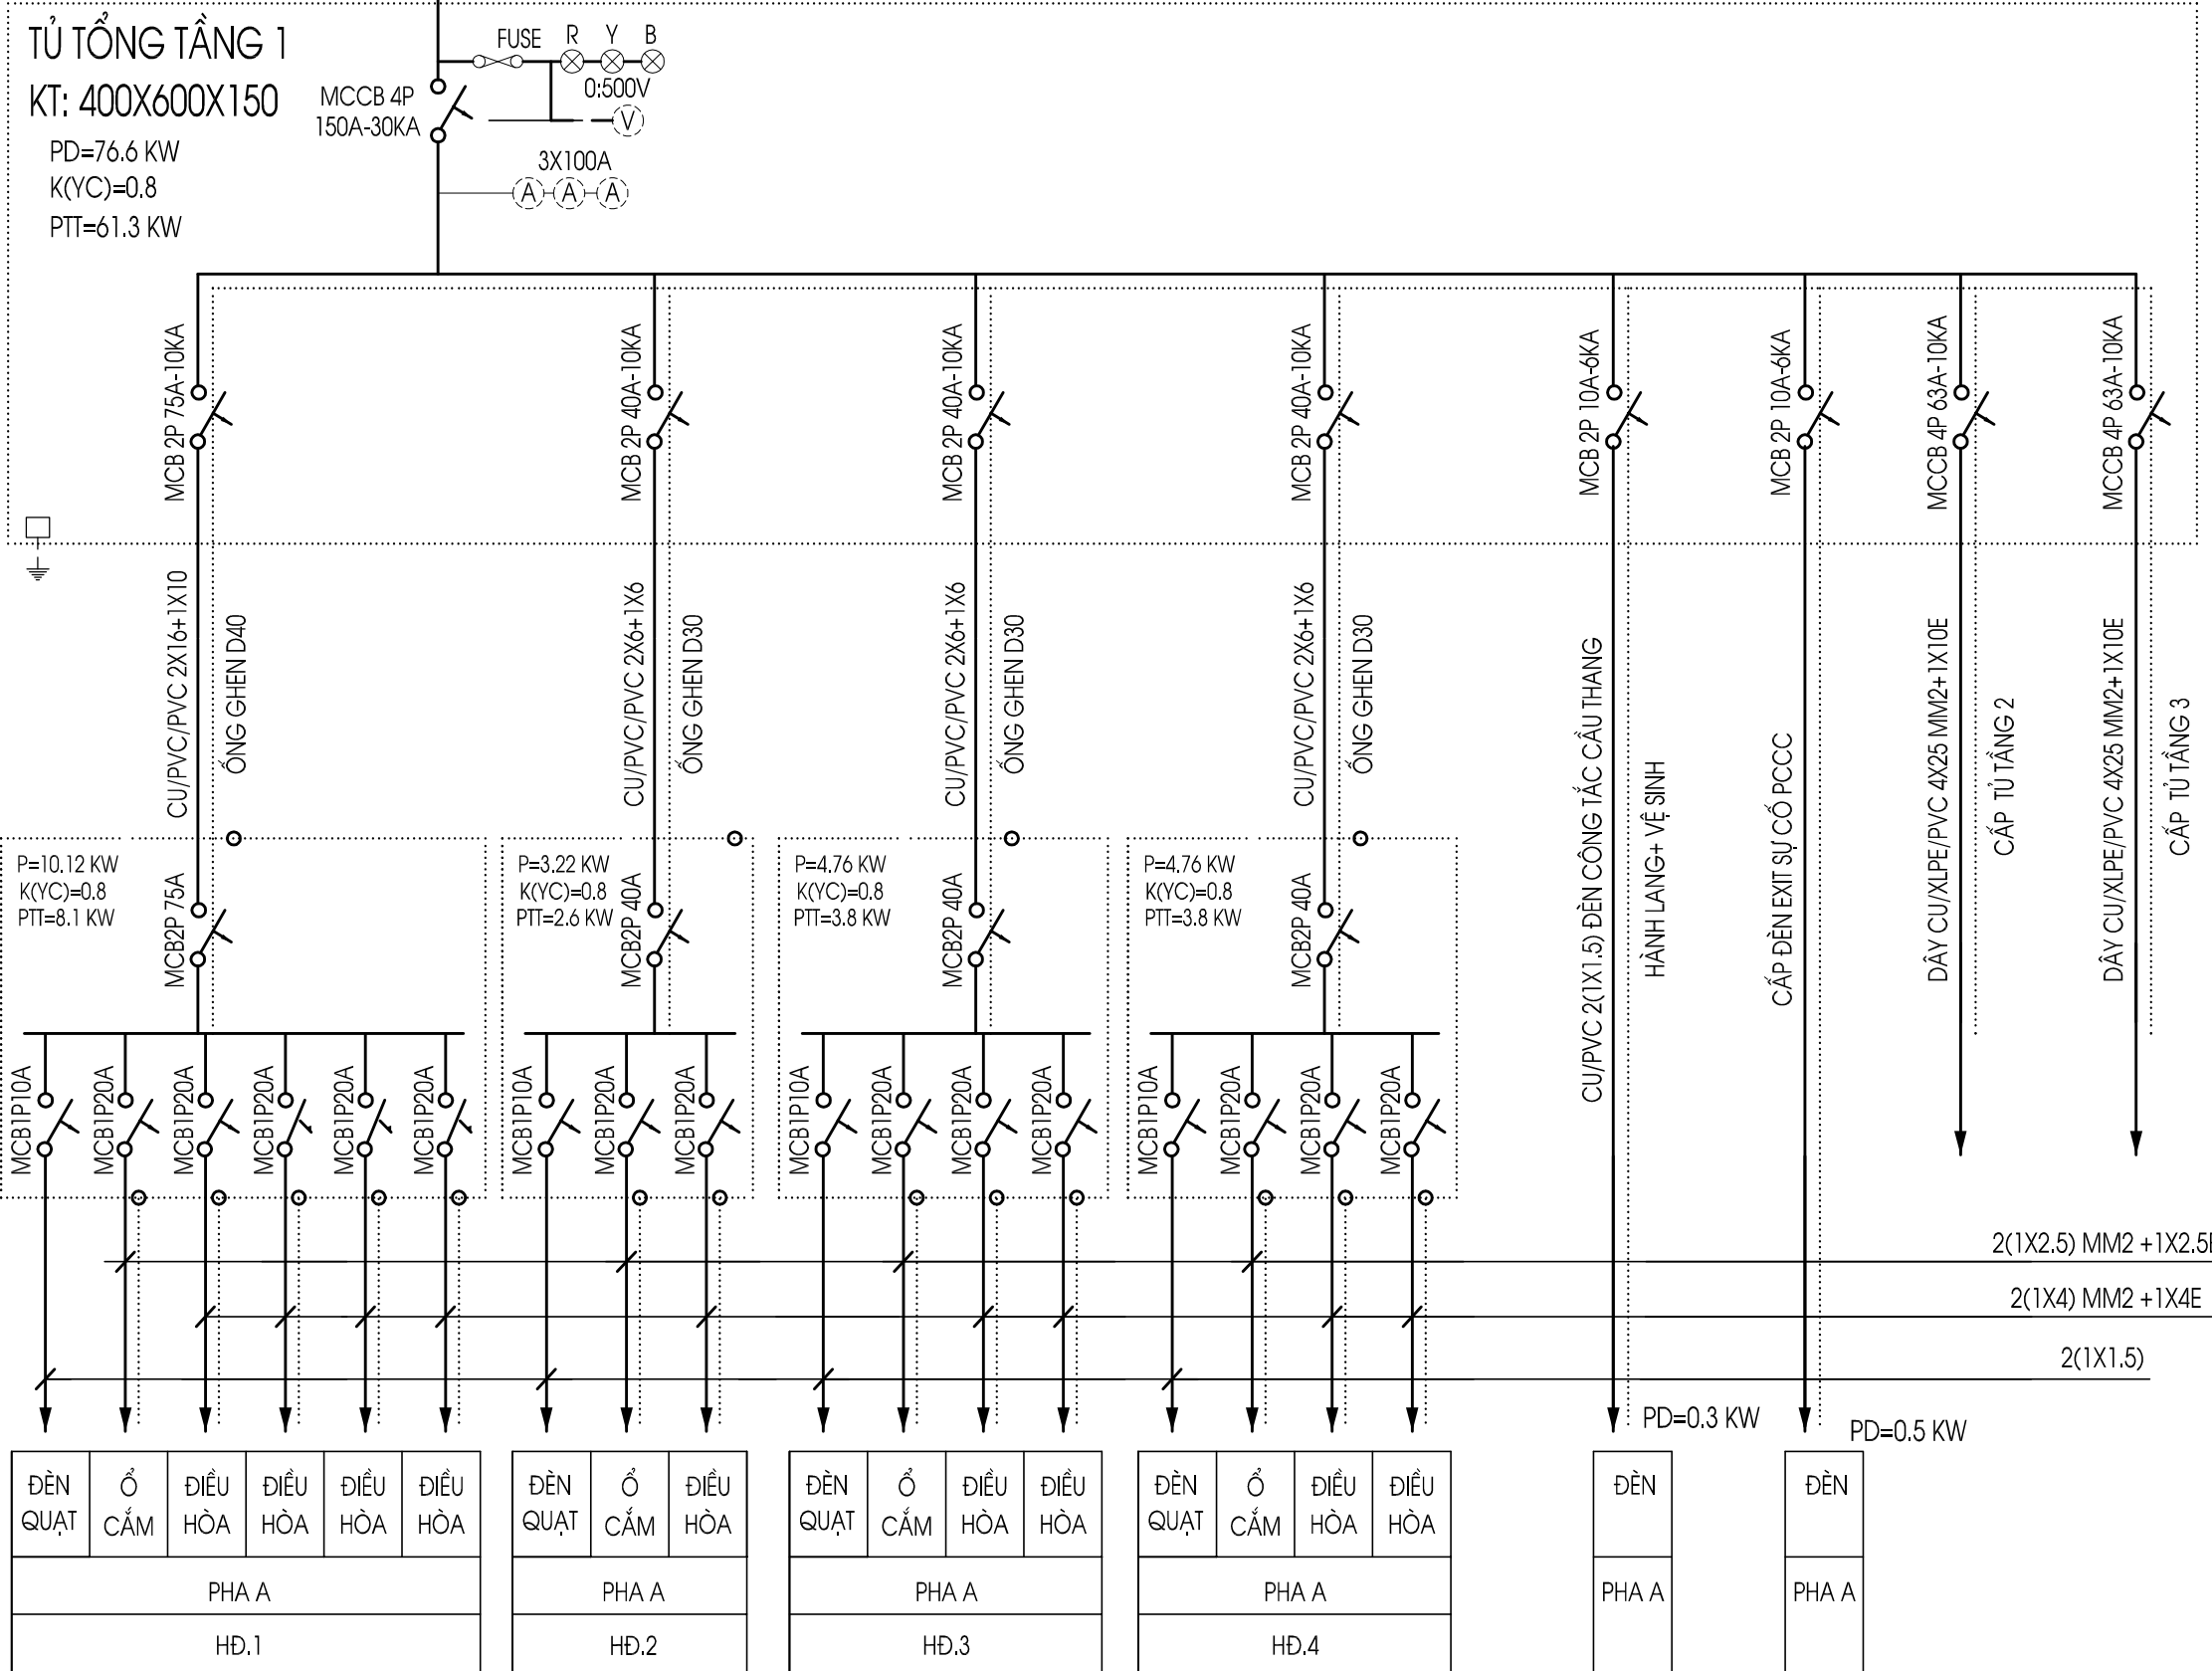 TỦ TỔNG TẦNG 1
KT: 400X600X150
PD=76.6 KW
K(YC)=0.8
PTT=61.3 KW
FUSE R Y B
0:500V
MCCB 4P
150A-30KA
V
3X100A
A A A
MCB 2P 75A-10KA
MCB 2P 40A-10KA
MCB 2P 40A-10KA
MCB 2P 40A-10KA
MCB 2P 10A-6KA
MCB 2P 10A-6KA
MCCB 4P 63A-10KA
MCCB 4P 63A-10KA
CU/PVC/PVC 2X16+1X10
ỐNG GHEN D40
CU/PVC/PVC 2X6+1X6
ỐNG GHEN D30
CU/PVC/PVC 2X6+1X6
ỐNG GHEN D30
CU/PVC/PVC 2X6+1X6
ỐNG GHEN D30
CU/PVC 2(1X1.5) ĐÈN CÔNG TẮC CẦU THANG
HÀNH LANG+ VỆ SINH
CẤP ĐÈN EXIT SỰ CỐ PCCC
DÂY CU/XLPE/PVC 4X25 MM2+1X10E
CẤP TỦ TẦNG 2
DÂY CU/XLPE/PVC 4X25 MM2+1X10E
CẤP TỦ TẦNG 3
P=10.12 KW
K(YC)=0.8
PTT=8.1 KW
MCB2P 75A
P=3.22 KW
K(YC)=0.8
PTT=2.6 KW
MCB2P 40A
P=4.76 KW
K(YC)=0.8
PTT=3.8 KW
MCB2P 40A
P=4.76 KW
K(YC)=0.8
PTT=3.8 KW
MCB2P 40A
MCB1P10A
MCB1P20A
MCB1P20A
MCB1P20A
MCB1P20A
MCB1P20A
MCB1P10A
MCB1P20A
MCB1P20A
MCB1P10A
MCB1P20A
MCB1P20A
MCB1P20A
MCB1P10A
MCB1P20A
MCB1P20A
MCB1P20A
2(1X2.5) MM2 +1X2.5E
2(1X4) MM2 +1X4E
2(1X1.5)
PD=0.3 KW
PD=0.5 KW
ĐÈN QUẠT
Ổ CẮM
ĐIỀU HÒA
ĐIỀU HÒA
ĐIỀU HÒA
ĐIỀU HÒA
PHA A
HĐ.1
ĐÈN QUẠT
Ổ CẮM
ĐIỀU HÒA
PHA A
HĐ.2
ĐÈN QUẠT
Ổ CẮM
ĐIỀU HÒA
ĐIỀU HÒA
PHA A
HĐ.3
ĐÈN QUẠT
Ổ CẮM
ĐIỀU HÒA
ĐIỀU HÒA
PHA A
HĐ.4
ĐÈN
PHA A
ĐÈN
PHA A